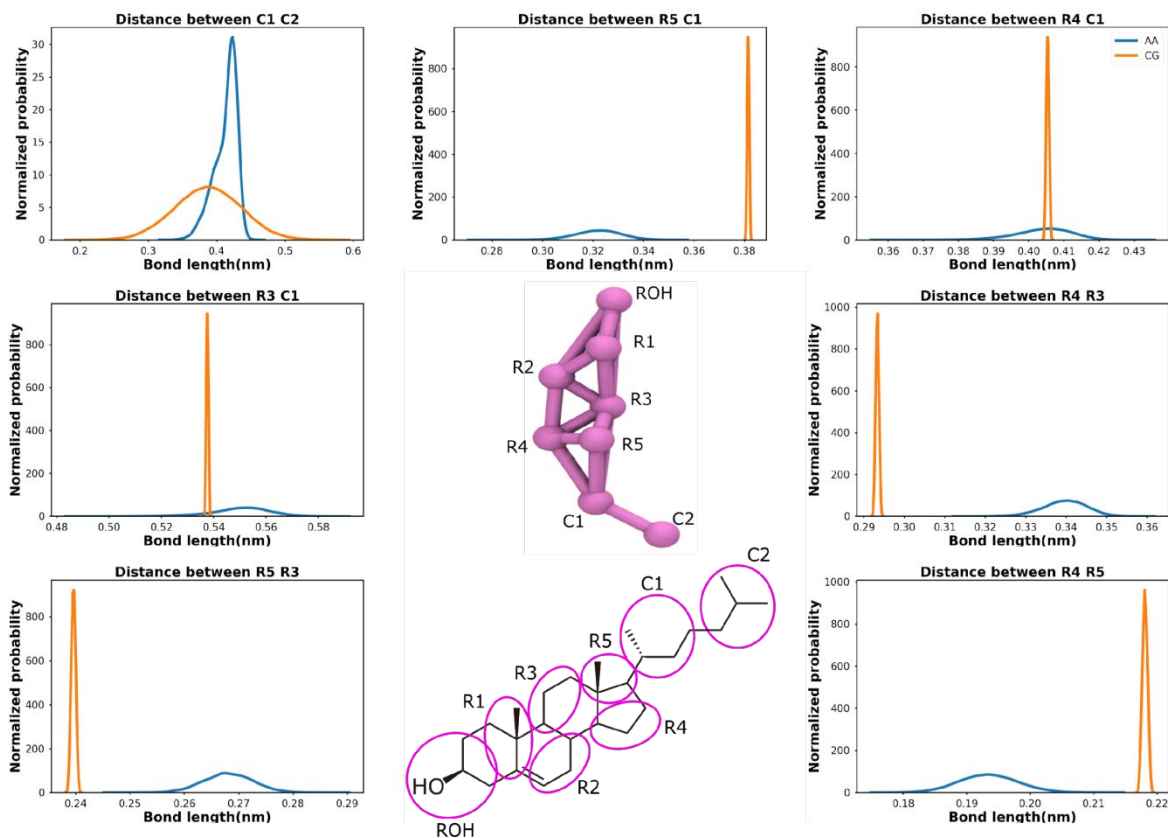 Distance between C1 C2
Normalized probability
30
25
20
15
10
5
0
0.2 0.3 0.4 0.5 0.6
Bond length(nm)
Distance between R5 C1
Normalized probability
800
600
400
200
0
0.28 0.30 0.32 0.34 0.36 0.38
Bond length(nm)
Distance between R4 C1
AA
CG
Normalized probability
800
600
400
200
0
0.36 0.37 0.38 0.39 0.40 0.41 0.42 0.43
Bond length(nm)
Distance between R3 C1
Normalized probability
800
600
400
200
0
0.48 0.50 0.52 0.54 0.56 0.58
Bond length(nm)
ROH
R1
R2
R3
R4
R5
C1
C2
Distance between R4 R3
Normalized probability
1000
800
600
400
200
0
0.29 0.30 0.31 0.32 0.33 0.34 0.35 0.36
Bond length(nm)
Distance between R5 R3
Normalized probability
800
600
400
200
0
0.24 0.25 0.26 0.27 0.28 0.29
Bond length(nm)
C2
C1
R5
R3
R1
R4
HO
R2
ROH
Distance between R4 R5
Normalized probability
1000
800
600
400
200
0
0.18 0.19 0.20 0.21 0.22
Bond length(nm)